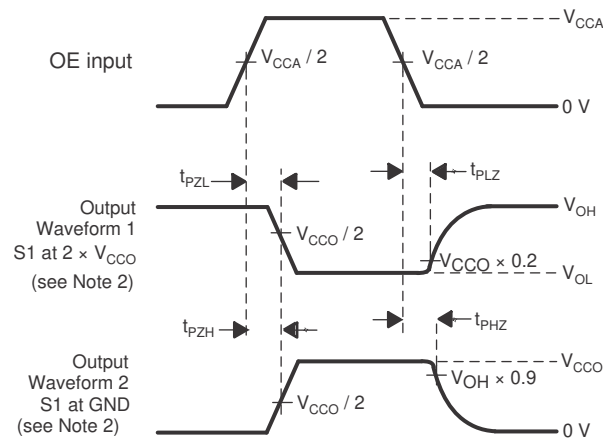 V_CCA
OE input
V_CCA / 2
V_CCA / 2
0 V
t_PZL
t_PLZ
Output
Waveform 1
S1 at 2 × V_CCO
(see Note 2)
V_CCO / 2
V_OH
VCCO × 0.2
V_OL
t_PZH
t_PHZ
Output
Waveform 2
S1 at GND
(see Note 2)
V_CCO / 2
V_CCO
V_OH × 0.9
0 V